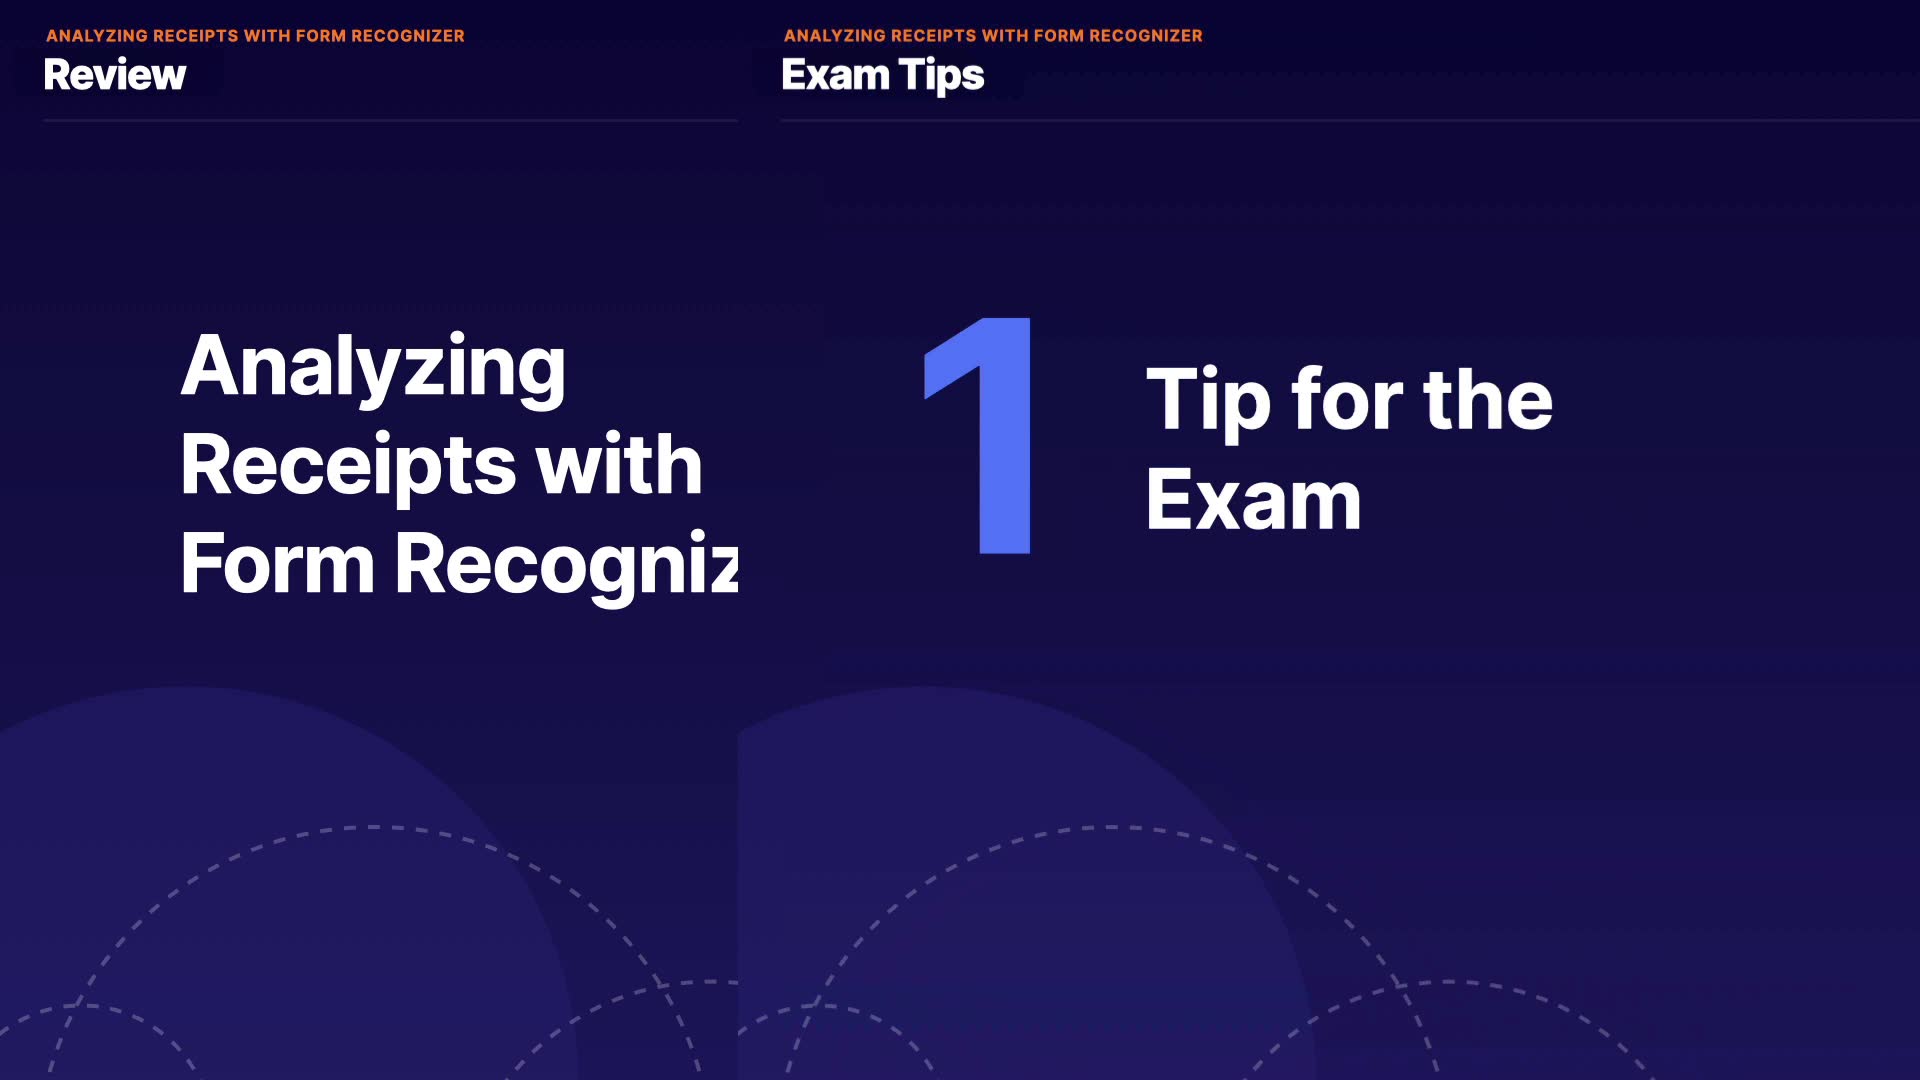 ANALYZING RECEIPTS WITH FORM RECOGNIZER
Review
Analyzing
Receipts with
Form Recogniz
ANALYZING RECEIPTS WITH FORM RECOGNIZER
Exam Tips
1
Tip for the
Exam